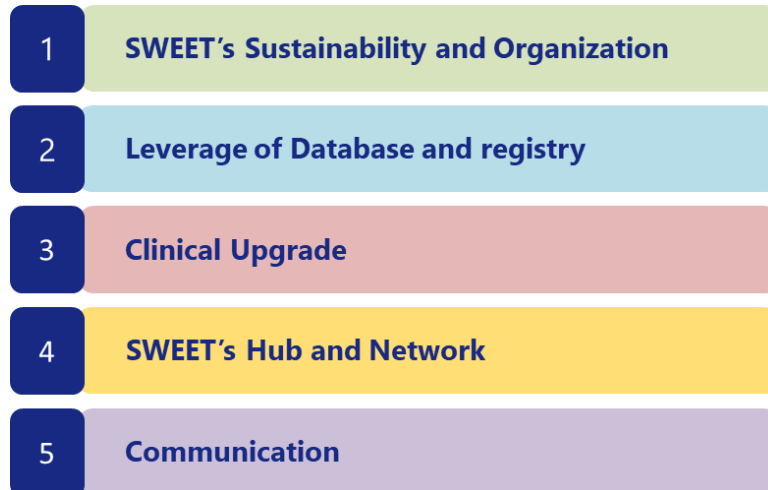 1 SWEET’s Sustainability and Organization
2 Leverage of Database and registry
3 Clinical Upgrade
4 SWEET’s Hub and Network
5 Communication